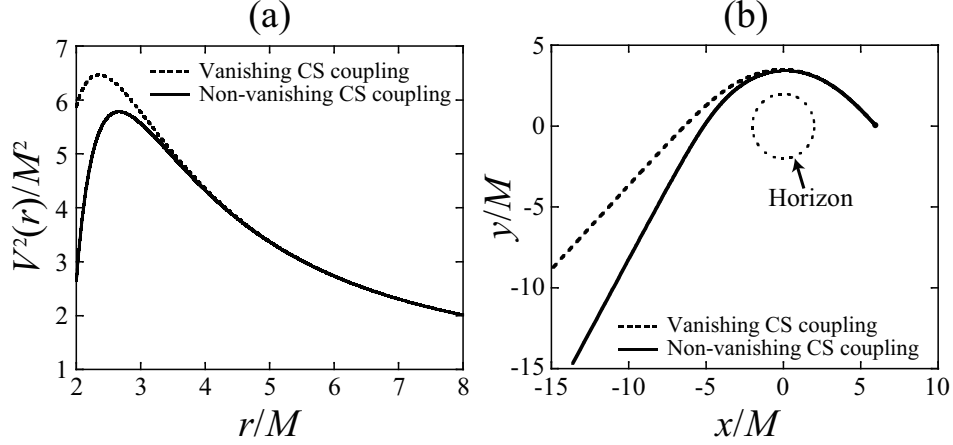 (a)
7
6
5
4
3
2
1
V²(r)/M²
Vanishing CS coupling
Non-vanishing CS coupling
2 3 4 5 6 7 8
r/M
(b)
5
0
-5
-10
-15
y/M
Horizon
Vanishing CS coupling
Non-vanishing CS coupling
-15 -10 -5 0 5 10
x/M